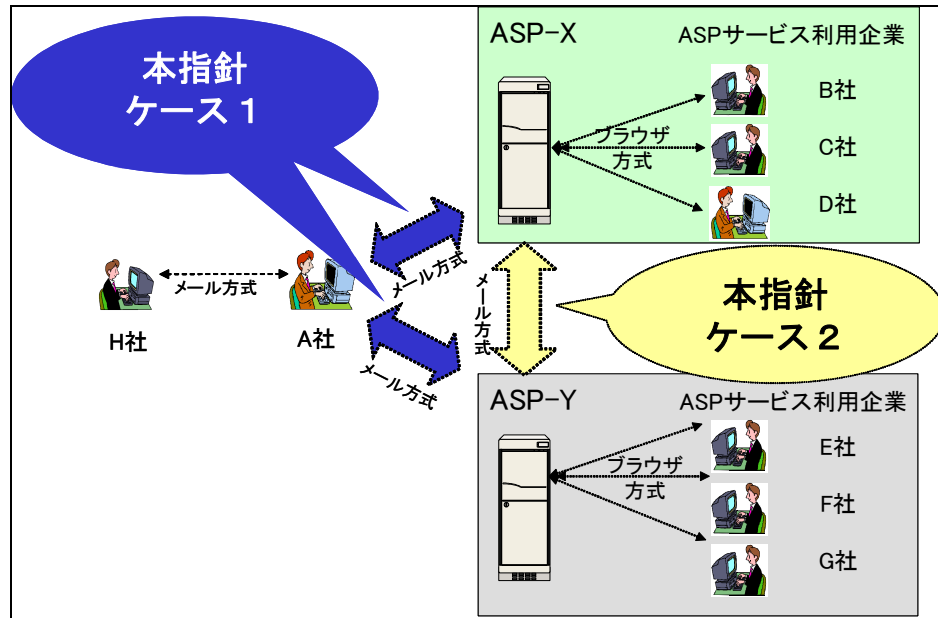 本指針
ケース１
ASP-X
ASPサービス利用企業
B社
ブラウザ
方式
C社
D社
メール方式
H社
メール方式
A社
メール方式
メール方式
本指針
ケース２
ASP-Y
ASPサービス利用企業
E社
ブラウザ
方式
F社
G社